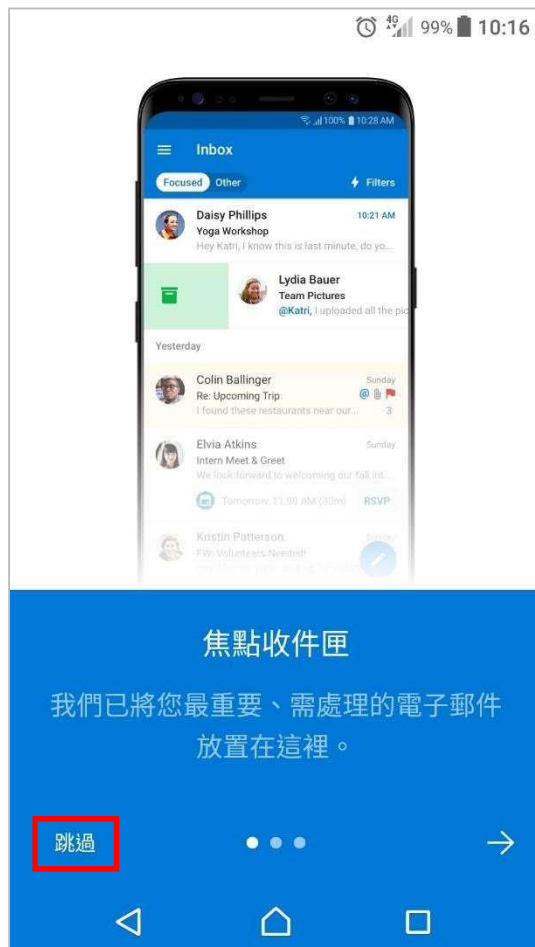 4G 99% 10:16
100% 10:28 AM
Inbox
Focused Other Filters
Daisy Phillips 10:21 AM
Yoga Workshop
Hey Katri, I know this is last minute, do yo...
Lydia Bauer
Team Pictures
@Katri, I uploaded all the pic
Yesterday
Colin Ballinger Sunday
Re: Upcoming Trip @
I found these restaurants near our... 3
Elvia Atkins Sunday
Intern Meet & Greet
We look forward to welcoming our fall int...
Tomorrow, 11:00 AM (30m) RSVP
Kristin Patterson Sunday
FW: Volunteers Needed!
焦點收件匣
我們已將您最重要、需處理的電子郵件
放置在這裡。
跳過